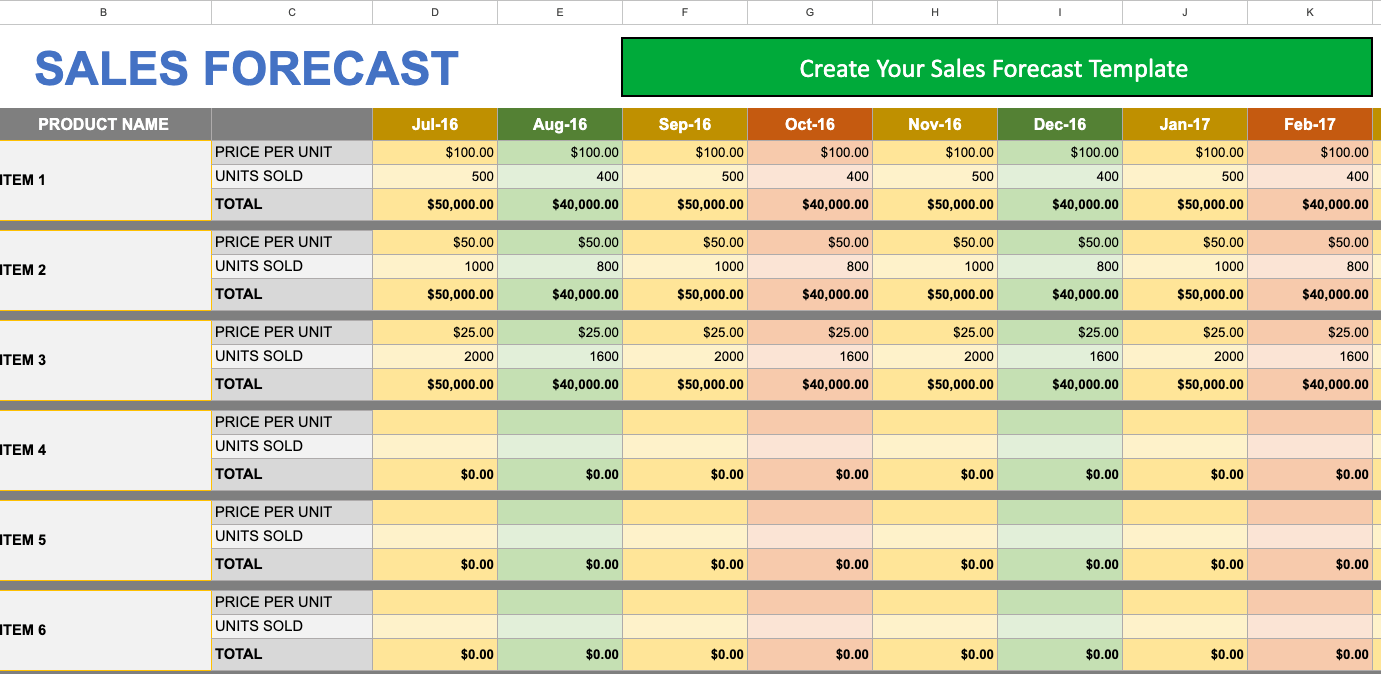 B C D E F G H I J K
SALES FORECAST
Create Your Sales Forecast Template
PRODUCT NAME Jul-16 Aug-16 Sep-16 Oct-16 Nov-16 Dec-16 Jan-17 Feb-17
ITEM 1
PRICE PER UNIT $100.00 $100.00 $100.00 $100.00 $100.00 $100.00 $100.00 $100.00
UNITS SOLD 500 400 500 400 500 400 500 400
TOTAL $50,000.00 $40,000.00 $50,000.00 $40,000.00 $50,000.00 $40,000.00 $50,000.00 $40,000.00
ITEM 2
PRICE PER UNIT $50.00 $50.00 $50.00 $50.00 $50.00 $50.00 $50.00 $50.00
UNITS SOLD 1000 800 1000 800 1000 800 1000 800
TOTAL $50,000.00 $40,000.00 $50,000.00 $40,000.00 $50,000.00 $40,000.00 $50,000.00 $40,000.00
ITEM 3
PRICE PER UNIT $25.00 $25.00 $25.00 $25.00 $25.00 $25.00 $25.00 $25.00
UNITS SOLD 2000 1600 2000 1600 2000 1600 2000 1600
TOTAL $50,000.00 $40,000.00 $50,000.00 $40,000.00 $50,000.00 $40,000.00 $50,000.00 $40,000.00
ITEM 4
PRICE PER UNIT
UNITS SOLD
TOTAL $0.00 $0.00 $0.00 $0.00 $0.00 $0.00 $0.00 $0.00
ITEM 5
PRICE PER UNIT
UNITS SOLD
TOTAL $0.00 $0.00 $0.00 $0.00 $0.00 $0.00 $0.00 $0.00
ITEM 6
PRICE PER UNIT
UNITS SOLD
TOTAL $0.00 $0.00 $0.00 $0.00 $0.00 $0.00 $0.00 $0.00